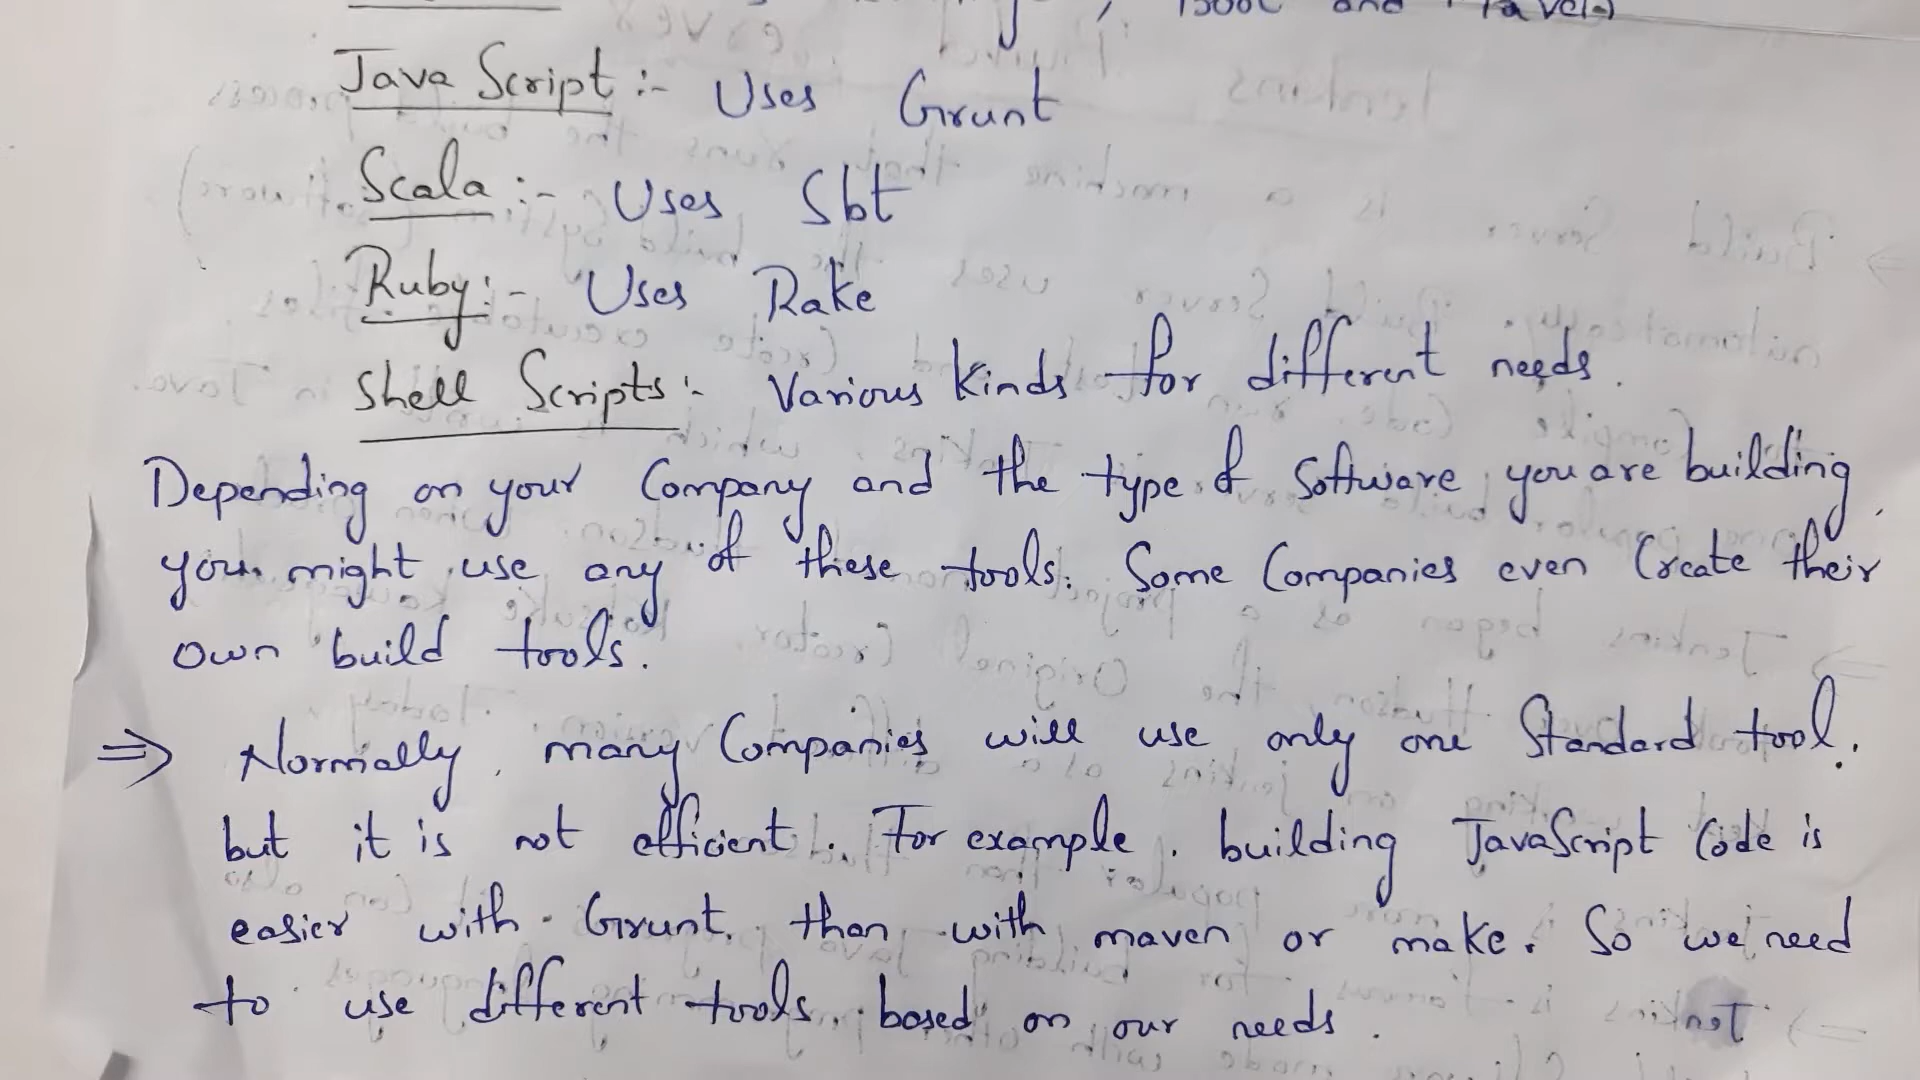 and
Java Script :- Uses Grunt
Scala :- Uses Sbt
Ruby :- Uses Rake
Shell Scripts :- Various Kinds for different needs.
Depending on your Company and the type of Software you are building,
you might use any of these tools. Some Companies even Create their
own build tools.
⇒ Normally, many Companies will use only one Standard tool.
but it is not efficient. For example, building JavaScript Code is
easier with Grunt, than with maven or make. So we need
to use different tools based on our needs.
not